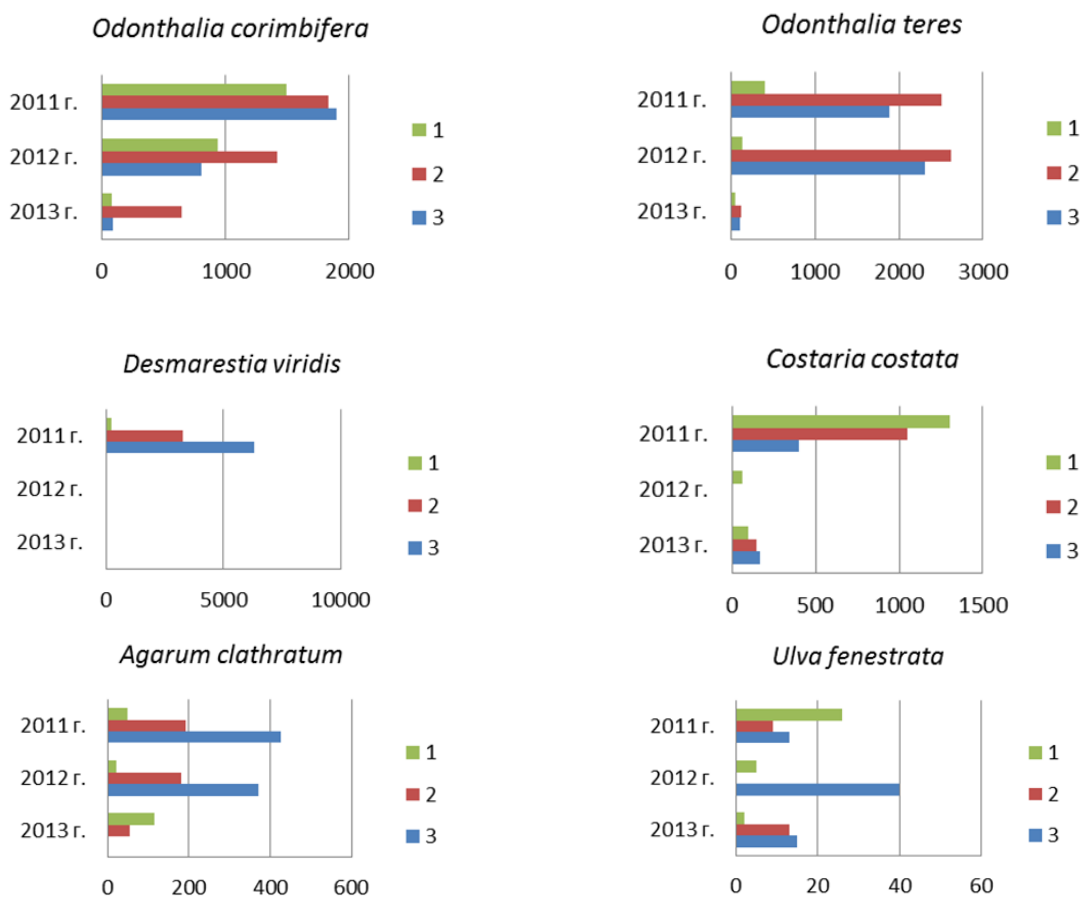 Odonthalia corimbifera
2011 г.
2012 г.
2013 г.
0 1000 2000
1
2
3
Odonthalia teres
2011 г.
2012 г.
2013 г.
0 1000 2000 3000
1
2
3
Desmarestia viridis
2011 г.
2012 г.
2013 г.
0 5000 10000
1
2
3
Costaria costata
2011 г.
2012 г.
2013 г.
0 500 1000 1500
1
2
3
Agarum clathratum
2011 г.
2012 г.
2013 г.
0 200 400 600
1
2
3
Ulva fenestrata
2011 г.
2012 г.
2013 г.
0 20 40 60
1
2
3